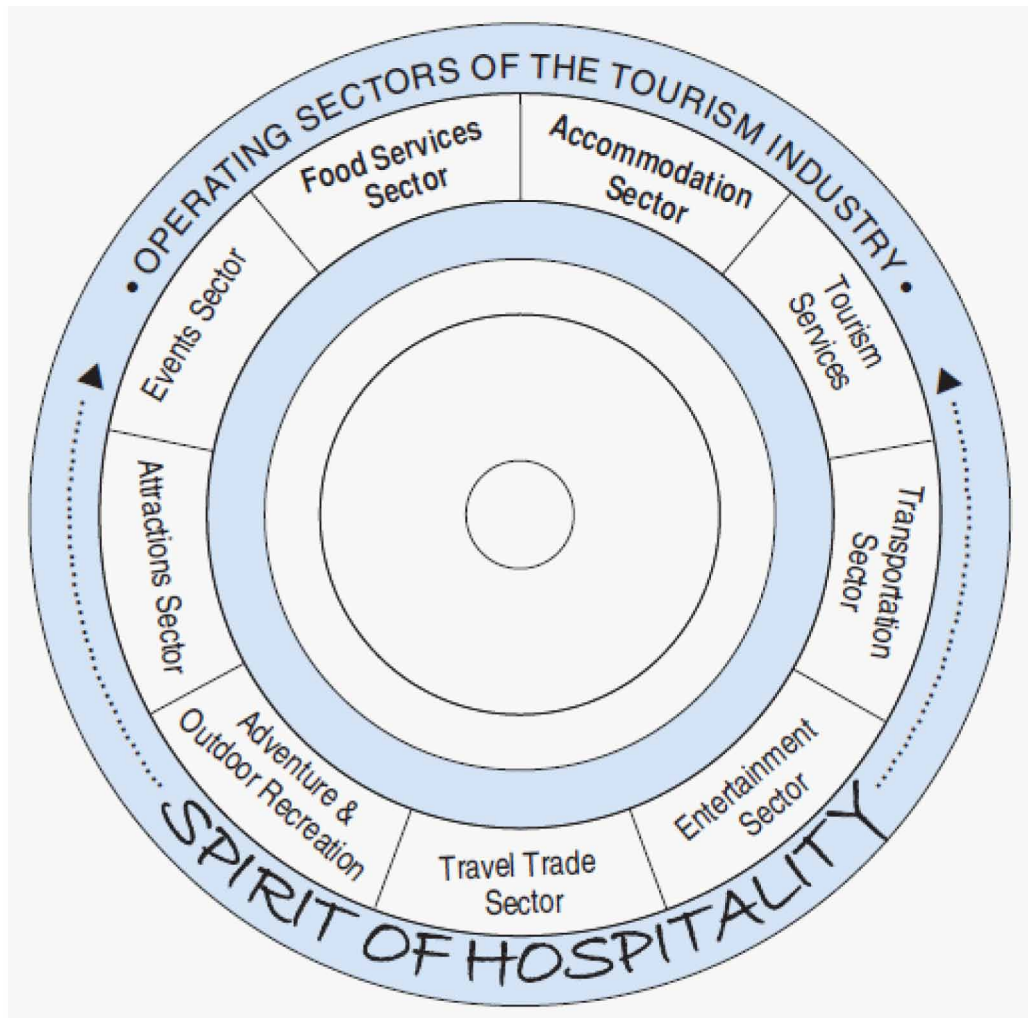 • OPERATING SECTORS OF THE TOURISM INDUSTRY •
Food Services
Sector
Accommodation
Sector
Tourism
Services
Transportation
Sector
Entertainment
Sector
Travel Trade
Sector
Adventure &
Outdoor Recreation
Attractions Sector
Events Sector
SPIRIT OF HOSPITALITY